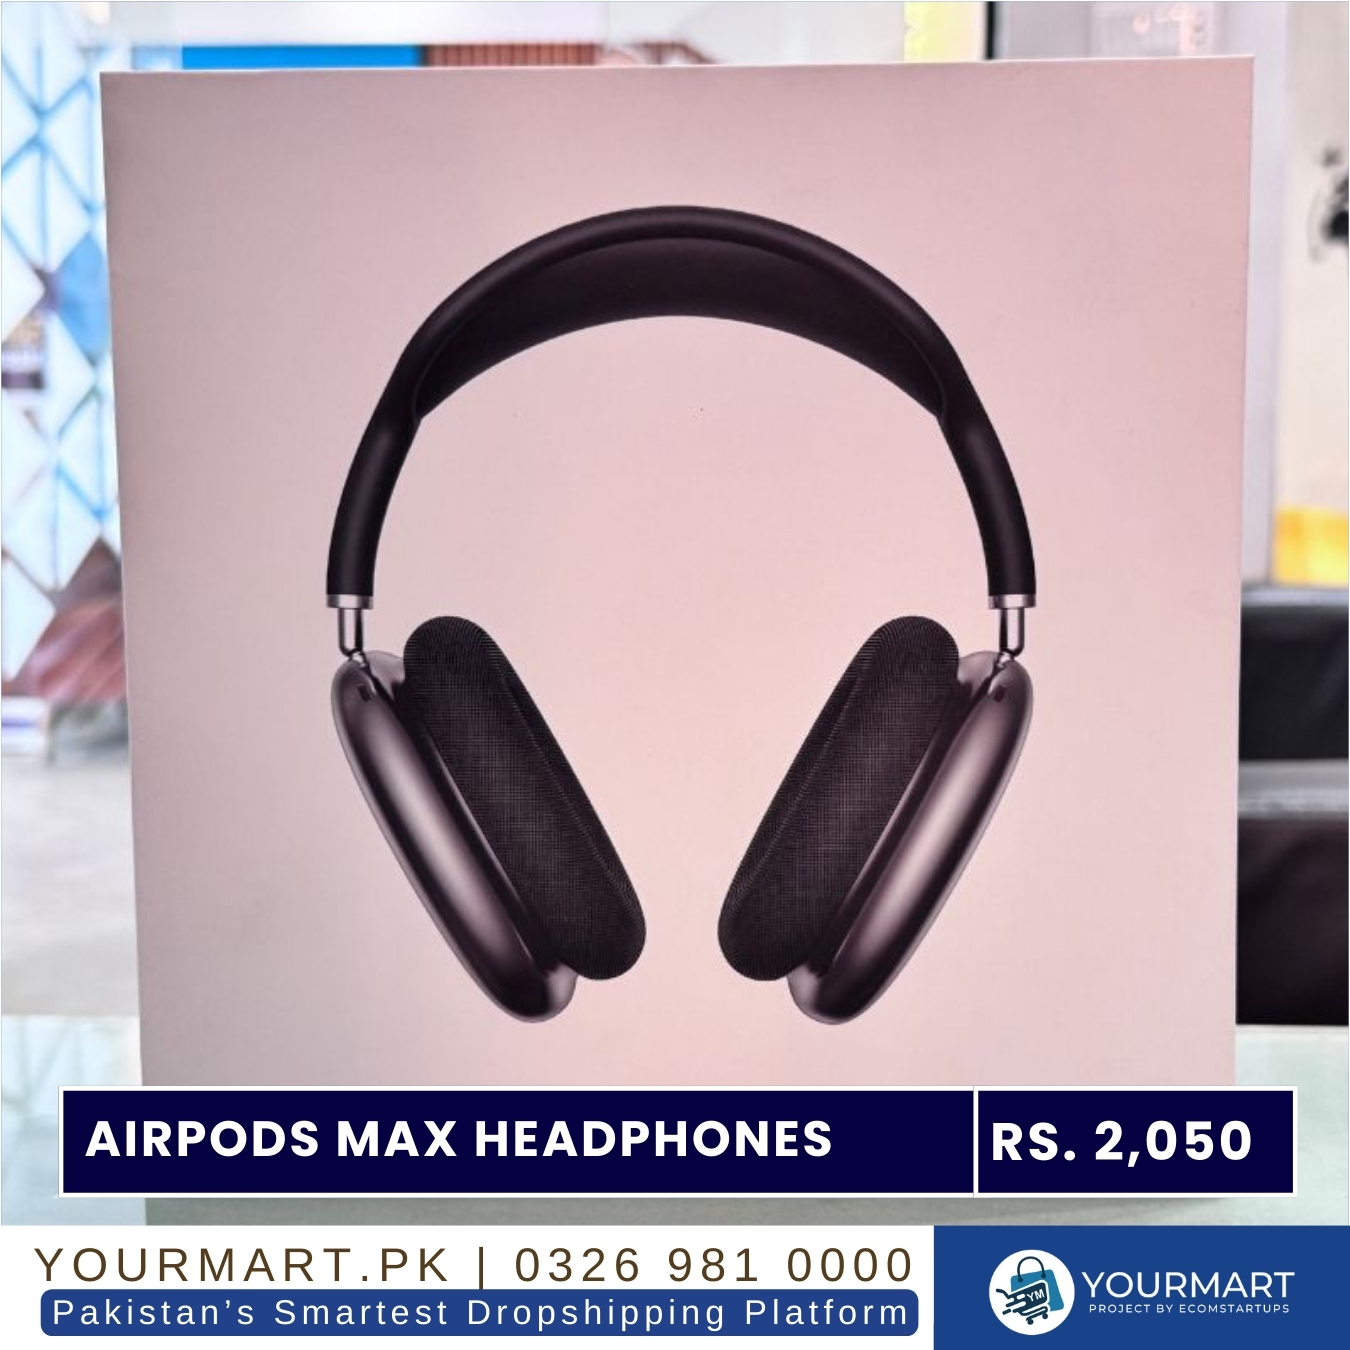 AIRPODS MAX HEADPHONES
RS. 2,050
YOURMART.PK | 0326 981 0000
Pakistan’s Smartest Dropshipping Platform
YM
YOURMART
PROJECT BY ECOMSTARTUPS